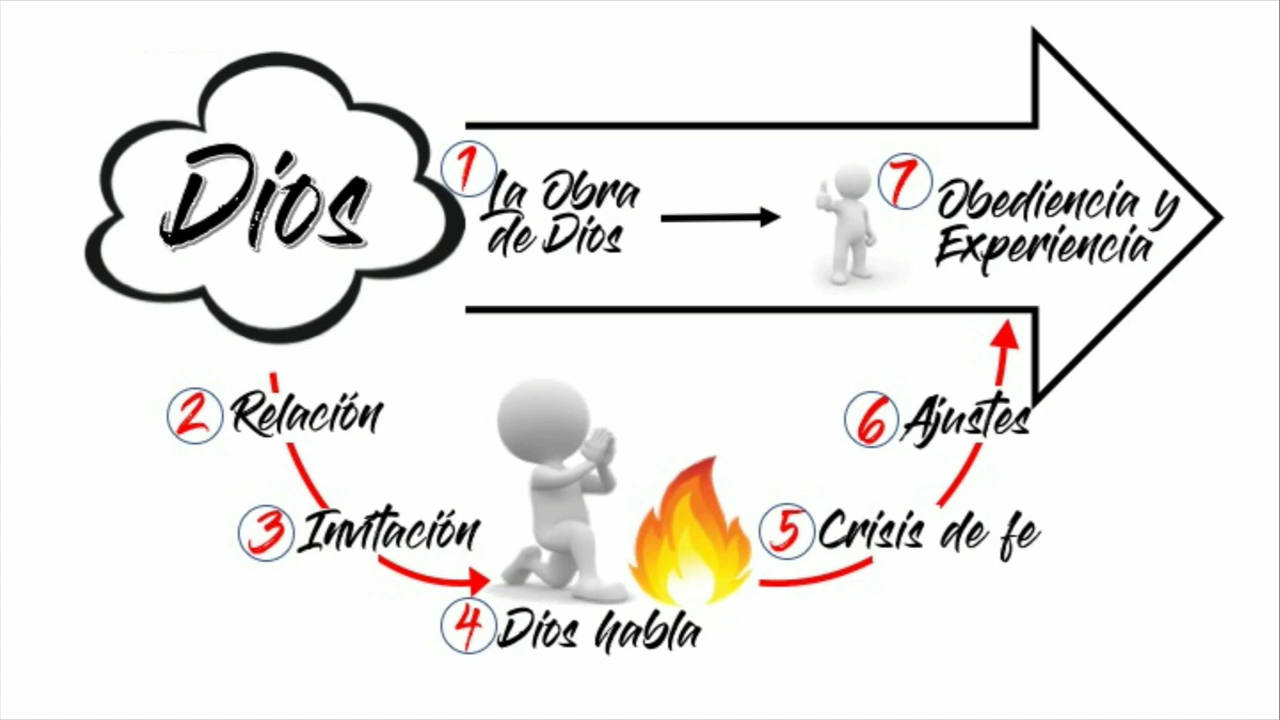 Dios
1 La Obra
de Dios
7 Obediencia y
Experiencia
2 Relación
3 Invitación
4 Dios habla
5 Crisis de fe
6 Ajustes